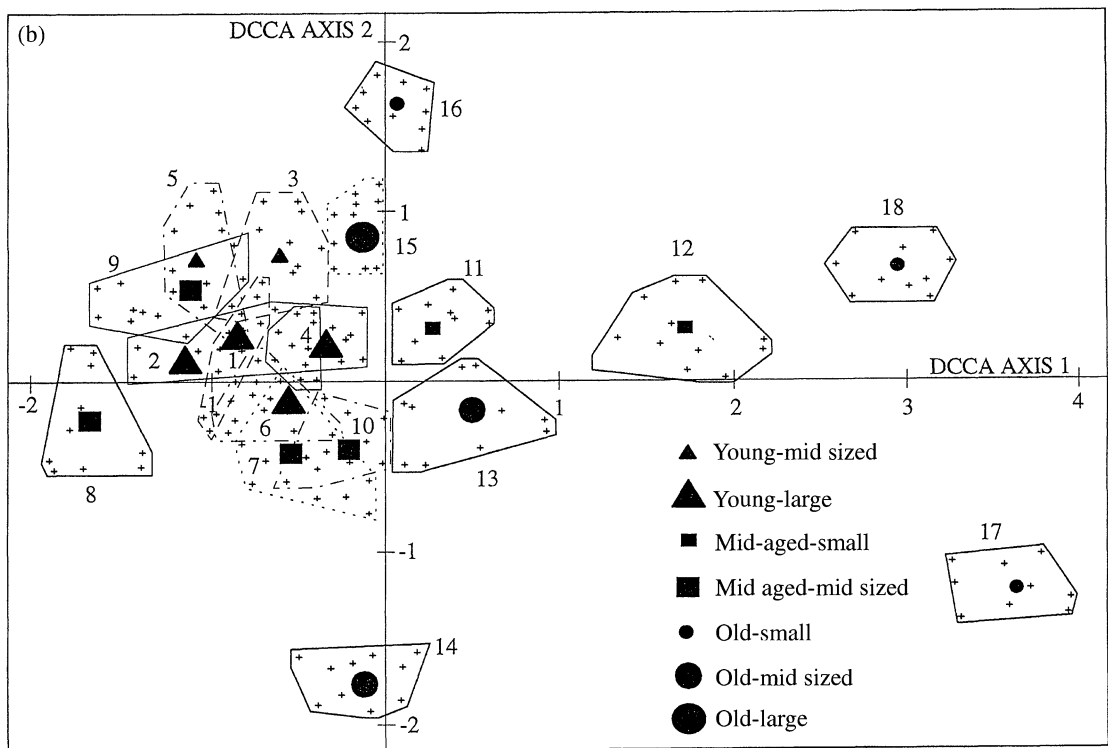 (b)
DCCA AXIS 2
2
16
5
3
1
15
18
9
11
12
2
1
4
DCCA AXIS 1
-2
-1
1
2
3
4
6
10
7
8
13
Young-mid sized
Young-large
Mid-aged-small
Mid aged-mid sized
Old-small
Old-mid sized
Old-large
-1
17
14
-2